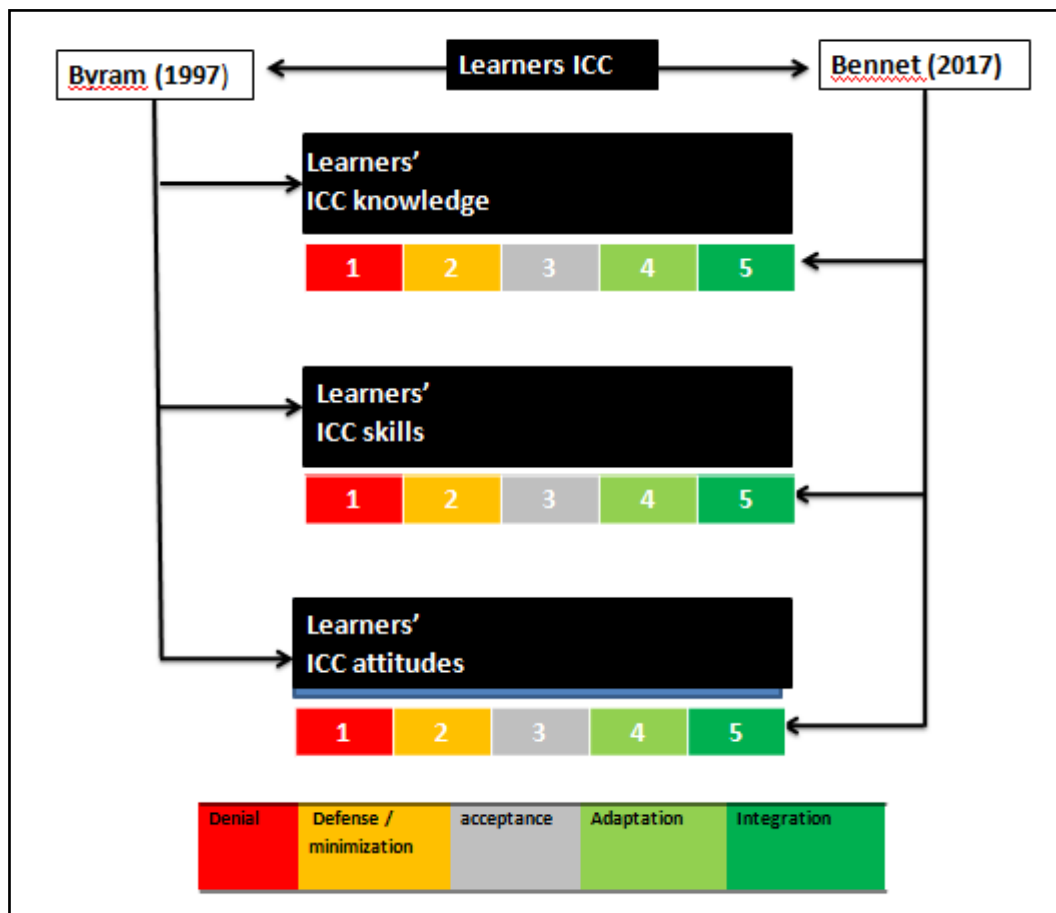 Byram (1997)
Learners ICC
Bennet (2017)
Learners’
ICC knowledge
1 2 3 4 5
Learners’
ICC skills
1 2 3 4 5
Learners’
ICC attitudes
1 2 3 4 5
Denial Defense / acceptance Adaptation Integration
minimization